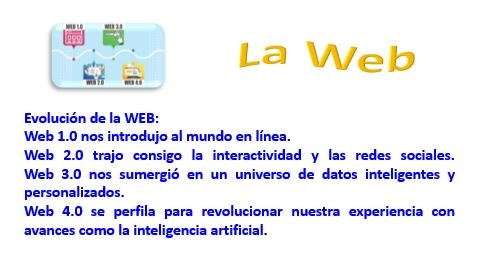 WEB 1.0 WEB 3.0
WEB 2.0 WEB 4.0
La Web
Evolución de la WEB:
Web 1.0 nos introdujo al mundo en línea.
Web 2.0 trajo consigo la interactividad y las redes sociales.
Web 3.0 nos sumergió en un universo de datos inteligentes y
personalizados.
Web 4.0 se perfila para revolucionar nuestra experiencia con
avances como la inteligencia artificial.